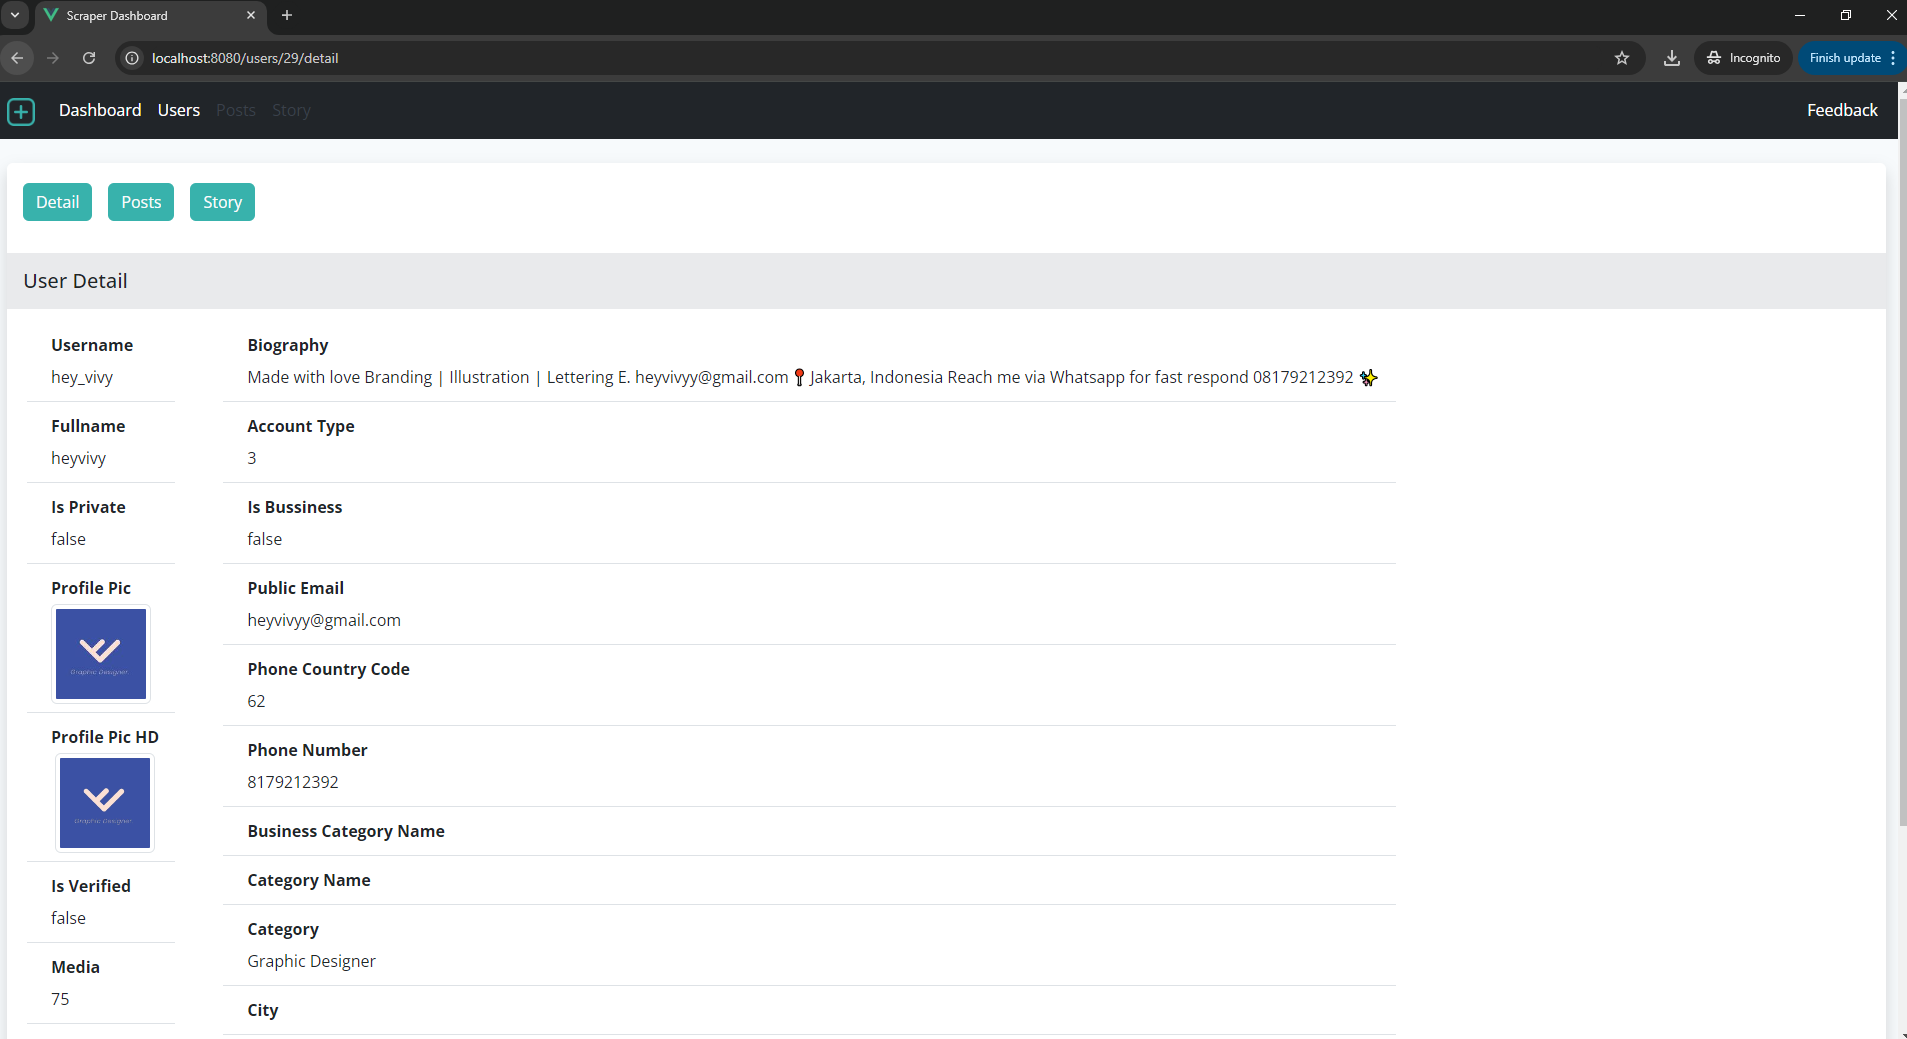 Scraper Dashboard
localhost:8080/users/29/detail
Incognito
Finish update
Dashboard Users Posts Story
Feedback
Detail Posts Story
User Detail
Username
hey_vivy
Fullname
heyvivy
Is Private
false
Profile Pic
Graphic Designer
Profile Pic HD
Graphic Designer
Is Verified
false
Media
75
Biography
Made with love Branding | Illustration | Lettering E. heyvivyy@gmail.com 📍 Jakarta, Indonesia Reach me via Whatsapp for fast respond 08179212392 ✨
Account Type
3
Is Bussiness
false
Public Email
heyvivyy@gmail.com
Phone Country Code
62
Phone Number
8179212392
Business Category Name
Category Name
Category
Graphic Designer
City